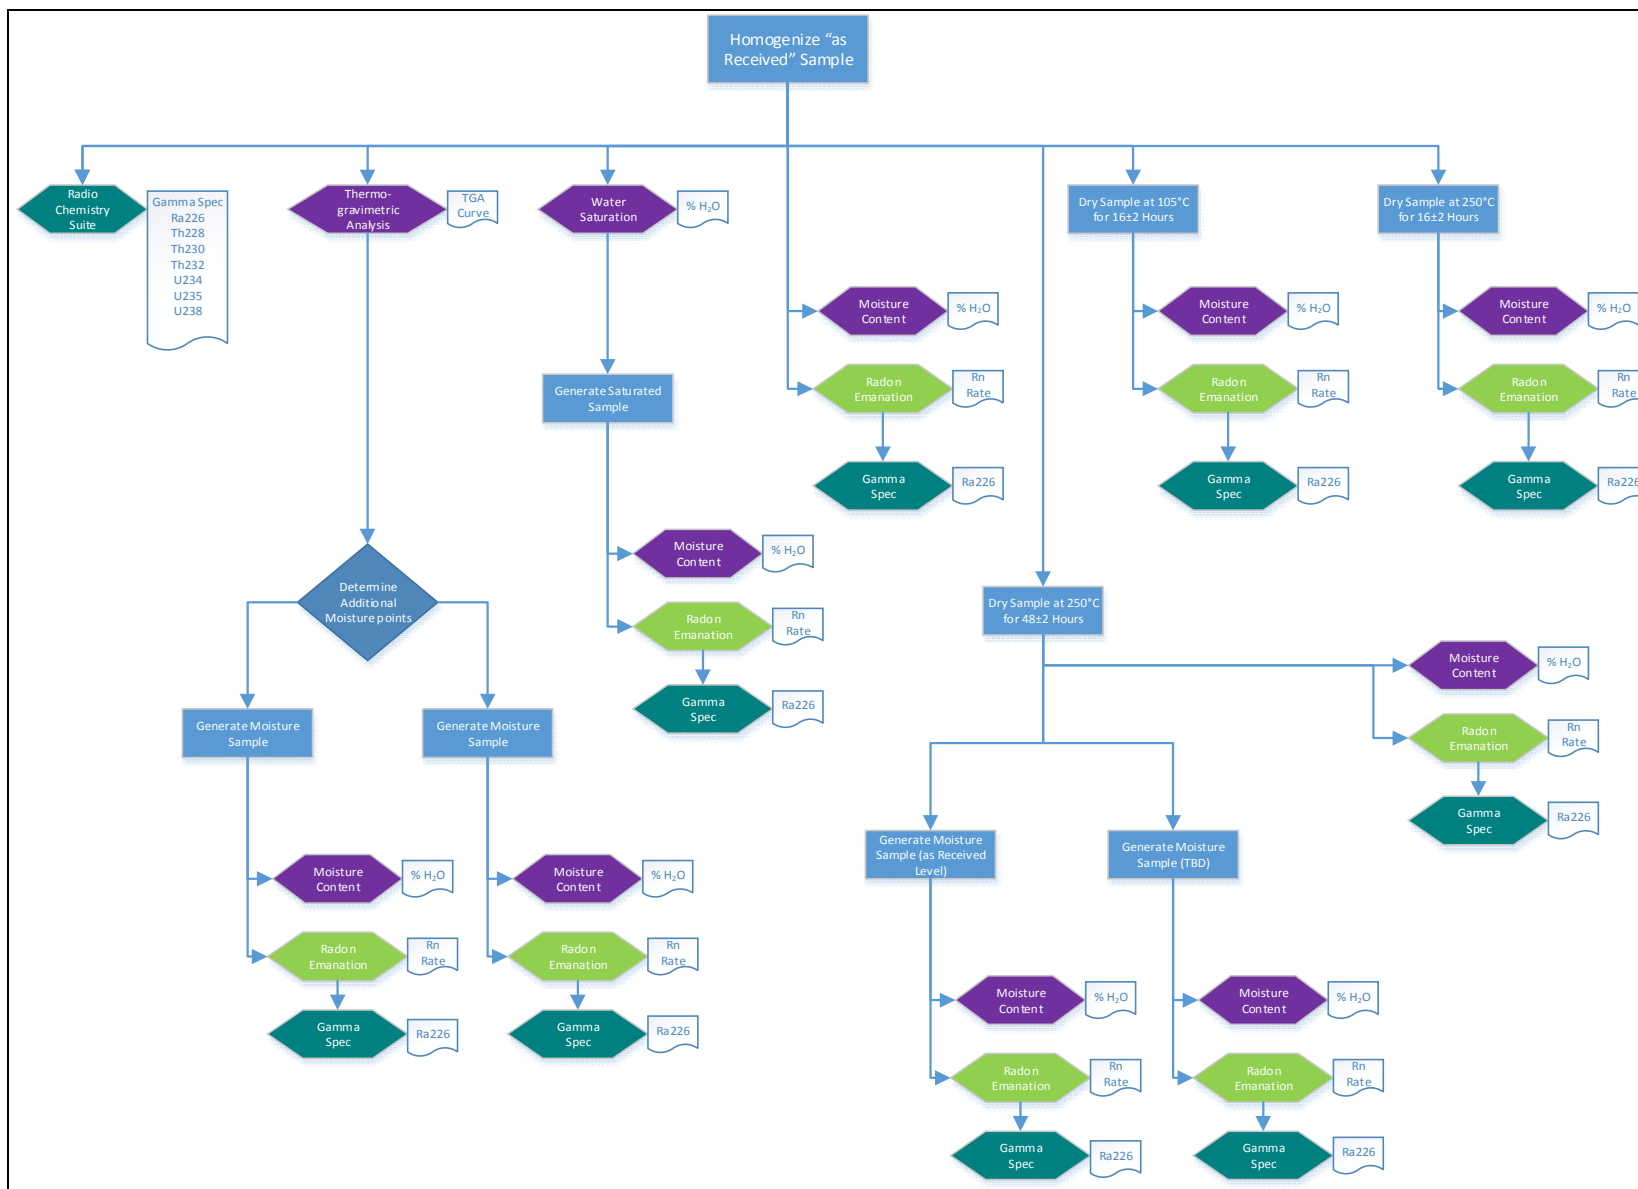 Homogenize “as
Received” Sample
Radio
Chemistry
Suite
Gamma Spec
Ra226
Th228
Th230
Th232
U234
U235
U238
Thermo-
gravimetric
Analysis
TGA
Curve
Water
Saturation
% H₂O
Dry Sample at 105°C
for 16±2 Hours
Dry Sample at 250°C
for 16±2 Hours
Moisture
Content
% H₂O
Radon
Emanation
Rn
Rate
Gamma
Spec
Ra226
Moisture
Content
% H₂O
Radon
Emanation
Rn
Rate
Gamma
Spec
Ra226
Moisture
Content
% H₂O
Radon
Emanation
Rn
Rate
Gamma
Spec
Ra226
Generate Saturated
Sample
Moisture
Content
% H₂O
Radon
Emanation
Rn
Rate
Gamma
Spec
Ra226
Determine
Additional
Moisture points
Generate Moisture
Sample
Generate Moisture
Sample
Moisture
Content
% H₂O
Radon
Emanation
Rn
Rate
Gamma
Spec
Ra226
Moisture
Content
% H₂O
Radon
Emanation
Rn
Rate
Gamma
Spec
Ra226
Dry Sample at 250°C
for 48±2 Hours
Moisture
Content
% H₂O
Radon
Emanation
Rn
Rate
Gamma
Spec
Ra226
Generate Moisture
Sample (as Received
Level)
Generate Moisture
Sample (TBD)
Moisture
Content
% H₂O
Radon
Emanation
Rn
Rate
Gamma
Spec
Ra226
Moisture
Content
% H₂O
Radon
Emanation
Rn
Rate
Gamma
Spec
Ra226